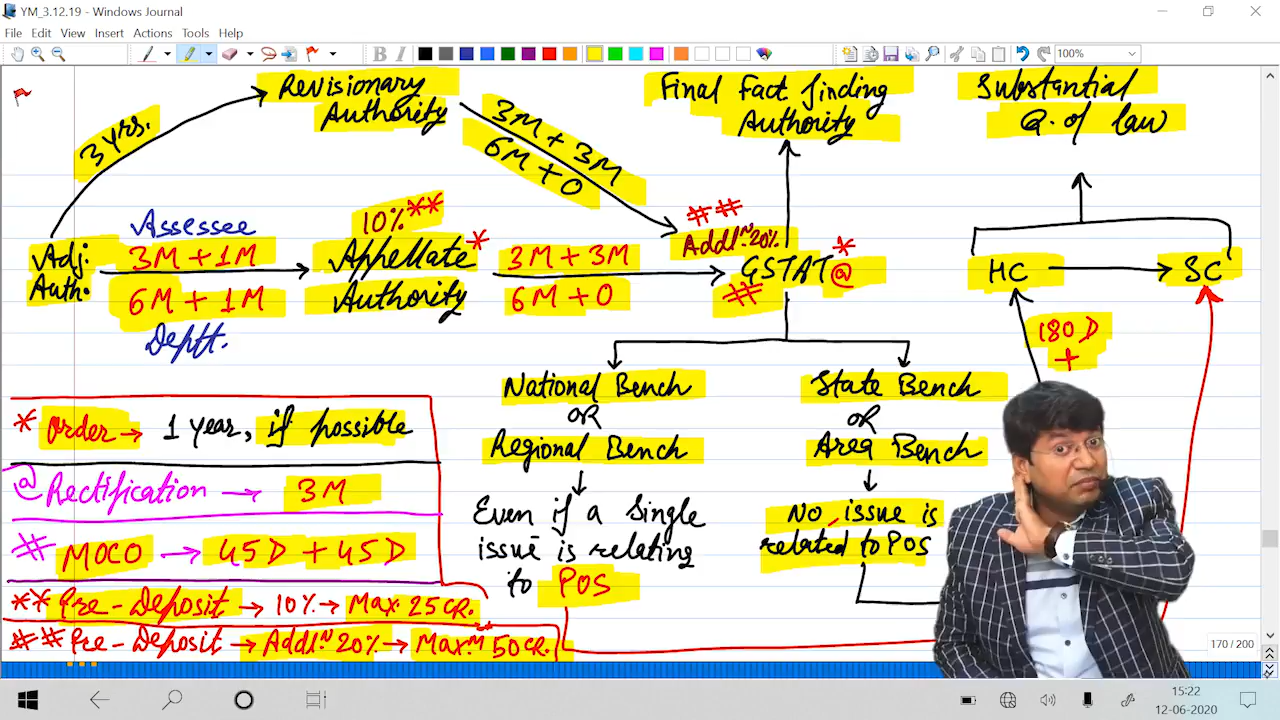 YM_3.12.19 - Windows Journal
File Edit View Insert Actions Tools Help
B I 100%
Revisionary
Authority
Final Fact finding
Authority
Substantial
Q. of law
3 yrs.
3M + 3M
6M + 0
Adj.
Auth.
Assessee
3M + 1M
6M + 1M
Deptt.
10%**
Appellate*
Authority
3M + 3M
6M + 0
##
Addl.N 20%
GSTAT@*
##
HC
SC
180D
+
National Bench
OR
Regional Bench
Even if a Single
issue is relating
to POS
State Bench
OR
Area Bench
No, issue is
related to POS
* Order → 1 year, if possible
@ Rectification → 3M
# MOCO → 45D + 45D
** Pre-Deposit → 10% → Max. 25 CR.
## Pre-Deposit → Addl.N 20% → Max.M 50 CR.
170 / 200
15:22
12-06-2020